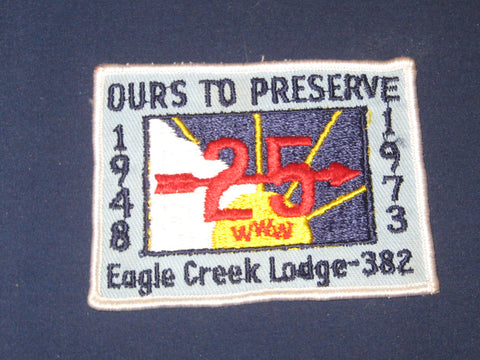 OURS TO PRESERVE
1948
25
1973
WWW
Eagle Creek Lodge-382